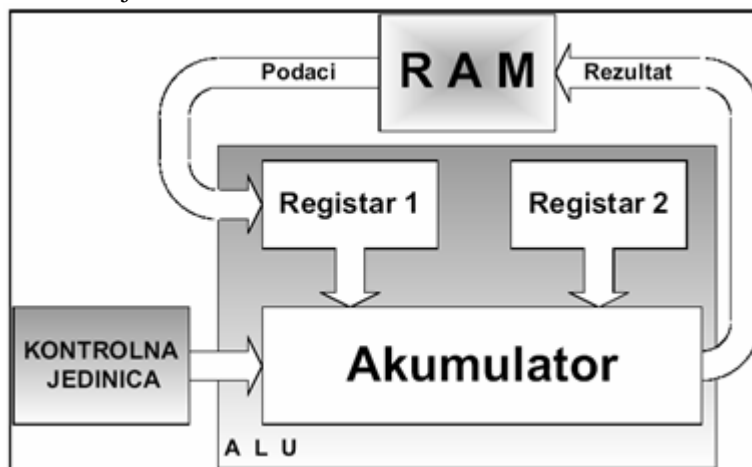 Podaci
R A M
Rezultat
Registar 1
Registar 2
KONTROLNA
JEDINICA
Akumulator
A L U